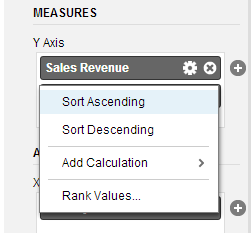 MEASURES
Y Axis
Sales Revenue
Sort Ascending
Sort Descending
Add Calculation
Rank Values...
A
X